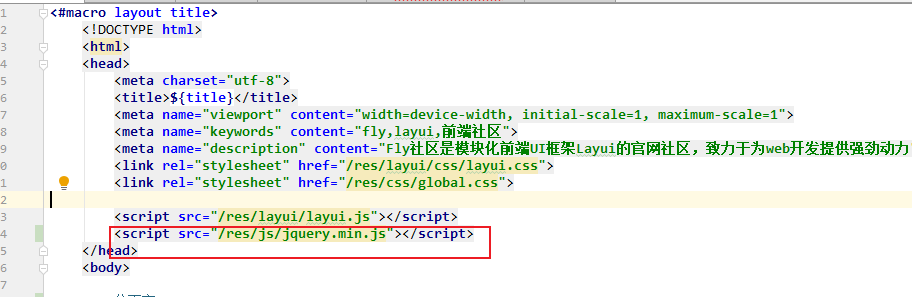 1 <#macro layout title>
2 <!DOCTYPE html>
3 <html>
4 <head>
5 <meta charset="utf-8">
6 <title>${title}</title>
7 <meta name="viewport" content="width=device-width, initial-scale=1, maximum-scale=1">
8 <meta name="keywords" content="fly,layui,前端社区">
9 <meta name="description" content="Fly社区是模块化前端UI框架Layui的官网社区，致力于为web开发提供强劲动力
0 <link rel="stylesheet" href="/res/layui/css/layui.css">
1 <link rel="stylesheet" href="/res/css/global.css">
2
3 <script src="/res/layui/layui.js"></script>
4 <script src="/res/js/jquery.min.js"></script>
5 </head>
6 <body>
7